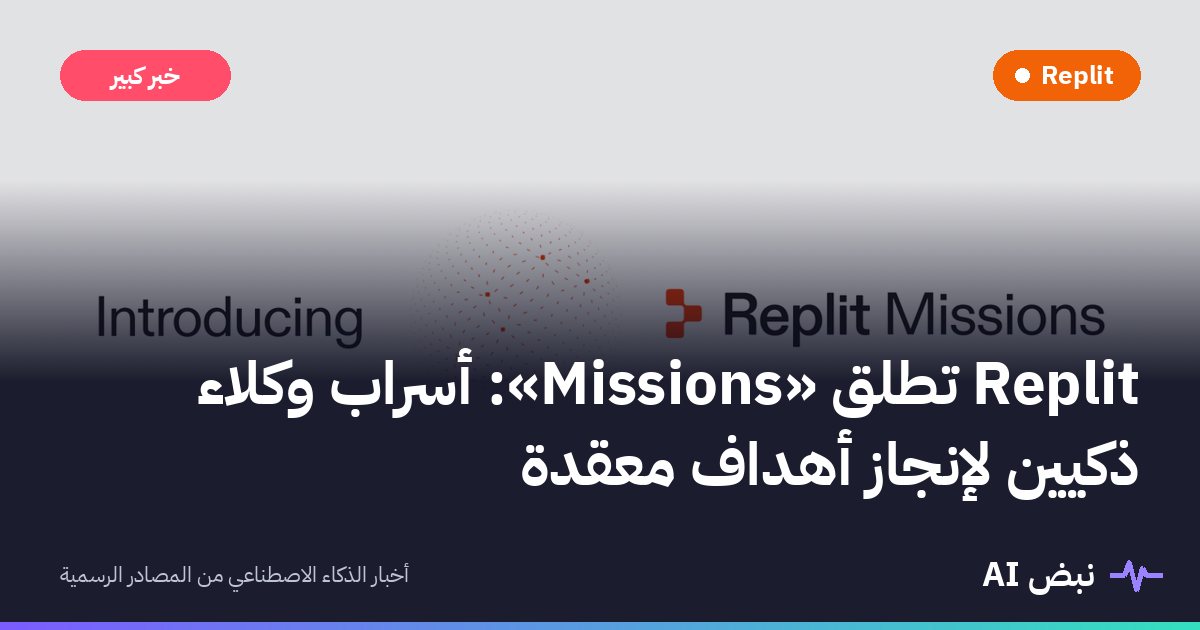 Replit
خبر كبير
Introducing
Replit Missions
Replit تطلق «Missions»: أسراب وكلاء
ذكيين لإنجاز أهداف معقدة
نبض AI
أخبار الذكاء الاصطناعي من المصادر الرسمية